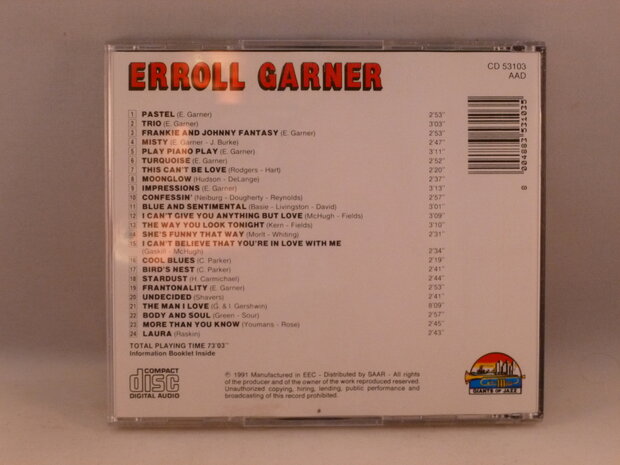 ERROLL GARNER
CD 53103
AAD
1 PASTEL (E. Garner) 2'53"
2 TRIO (E. Garner) 3'03"
3 FRANKIE AND JOHNNY FANTASY (E. Garner) 2'53"
4 MISTY (E. Garner - J. Burke) 2'47"
5 PLAY PIANO PLAY (E. Garner) 3'11"
6 TURQUOISE (E. Garner) 2'52"
7 THIS CAN'T BE LOVE (Rodgers - Hart) 2'20"
8 MOONGLOW (Hudson - DeLange) 2'37"
9 IMPRESSIONS (E. Garner) 3'13"
10 CONFESSIN' (Neiburg - Dougherty - Reynolds) 2'57"
11 BLUE AND SENTIMENTAL (Basie - Livingston - David) 3'01"
12 I CAN'T GIVE YOU ANYTHING BUT LOVE (McHugh - Fields) 3'09"
13 THE WAY YOU LOOK TONIGHT (Kern - Fields) 3'10"
14 SHE'S FUNNY THAT WAY (Morit - Whiting) 2'31"
15 I CAN'T BELIEVE THAT YOU'RE IN LOVE WITH ME
(Gaskill - McHugh) 2'34"
16 COOL BLUES (C. Parker) 2'19"
17 BIRD'S NEST (C. Parker) 2'41"
18 STARDUST (H. Carmichael) 2'44"
19 FRANTONALITY (E. Garner) 2'53"
20 UNDECIDED (Shavers) 2'41"
21 THE MAN I LOVE (G. & I. Gershwin) 8'09"
22 BODY AND SOUL (Green - Sour) 2'57"
23 MORE THAN YOU KNOW (Youmans - Rose) 2'45"
24 LAURA (Raskin) 2'43"
TOTAL PLAYING TIME 73'03"
Information Booklet Inside
004883 531035
8
COMPACT
disc
DIGITAL AUDIO
℗ 1991 Manufactured in EEC - Distributed by SAAR - All rights
of the producer and of the owner of the work reproduced reserved.
Unauthorized copying, hiring, lending, public performance and
broadcasting of this record prohibited.
GIANTS OF JAZZ